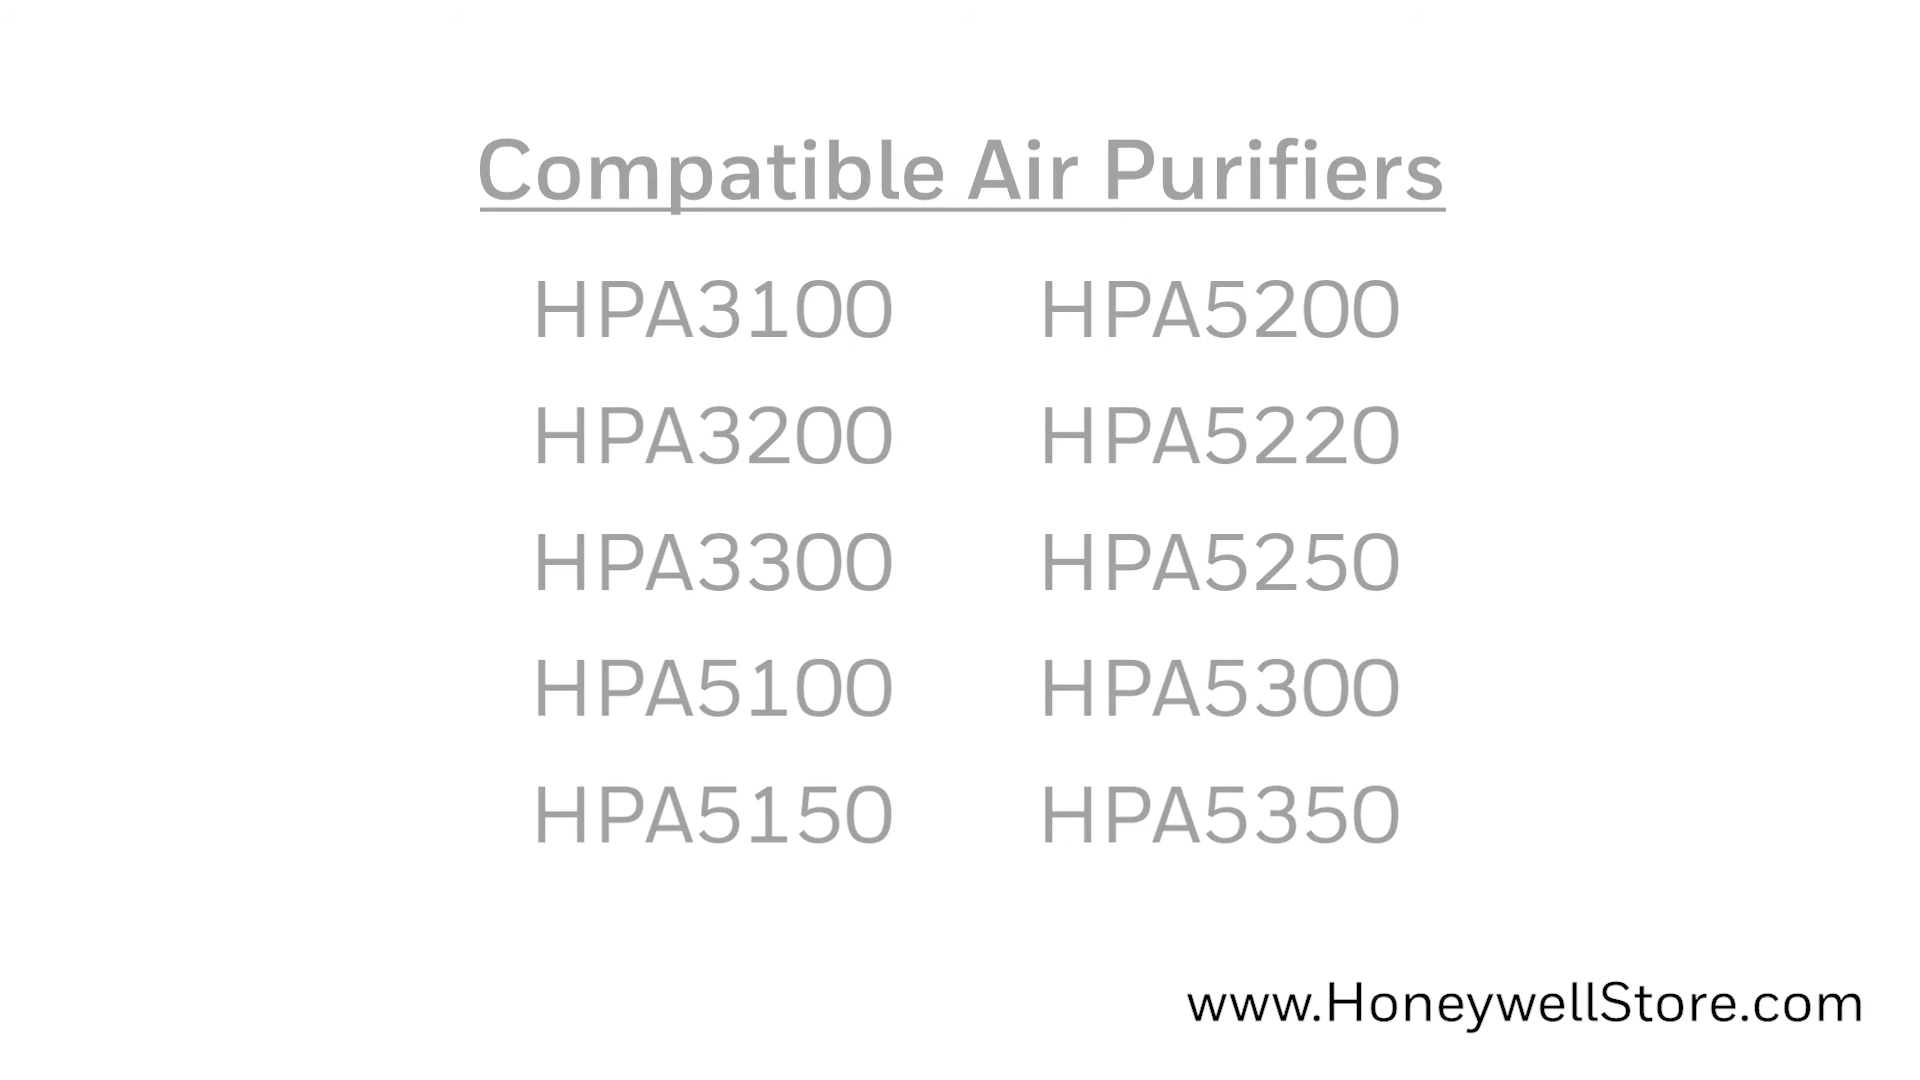 Compatible Air Purifiers
HPA3100 HPA5200
HPA3200 HPA5220
HPA3300 HPA5250
HPA5100 HPA5300
HPA5150 HPA5350
www.HoneywellStore.com